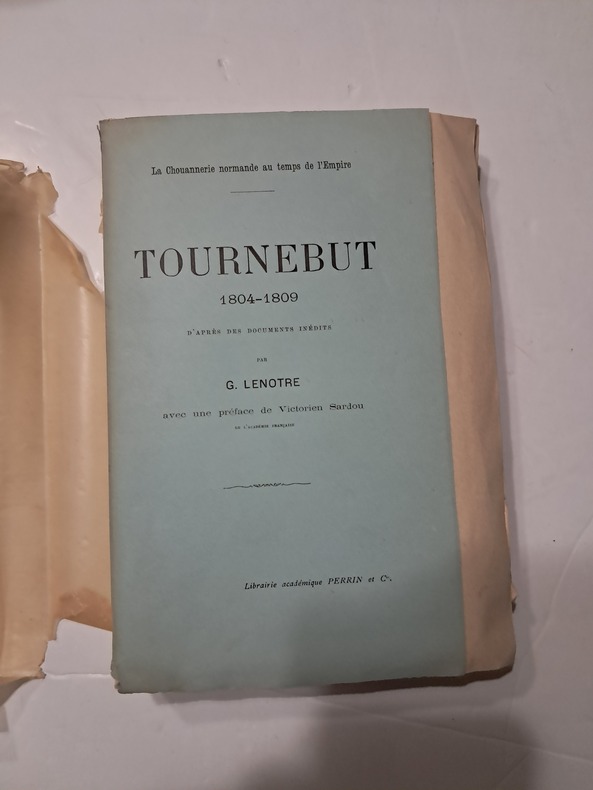 La Chouannerie normande au temps de l'Empire
TOURNEBUT
1804-1809
D'APRÈS DES DOCUMENTS INÉDITS
PAR
G. LENOTRE
avec une préface de Victorien Sardou
DE L'ACADÉMIE FRANÇAISE
Librairie académique PERRIN et Cie.